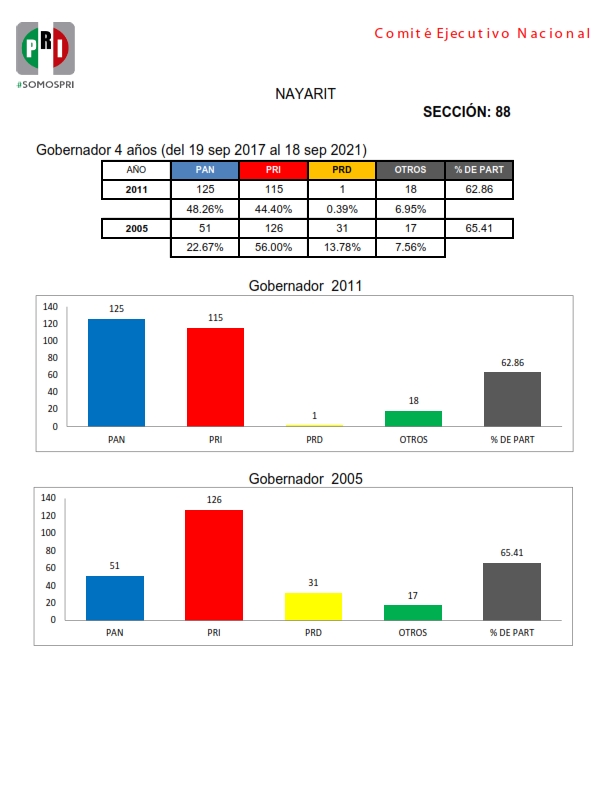 Comité Ejecutivo Nacional
PRI
#SOMOSPRI
NAYARIT
SECCIÓN: 88
Gobernador 4 años (del 19 sep 2017 al 18 sep 2021)
AÑO PAN PRI PRD OTROS % DE PART
2011 125 115 1 18 62.86
48.26% 44.40% 0.39% 6.95%
2005 51 126 31 17 65.41
22.67% 56.00% 13.78% 7.56%
Gobernador 2011
140
120
100
80
60
40
20
0
125
115
1
18
62.86
PAN PRI PRD OTROS % DE PART
Gobernador 2005
140
120
100
80
60
40
20
0
51
126
31
17
65.41
PAN PRI PRD OTROS % DE PART